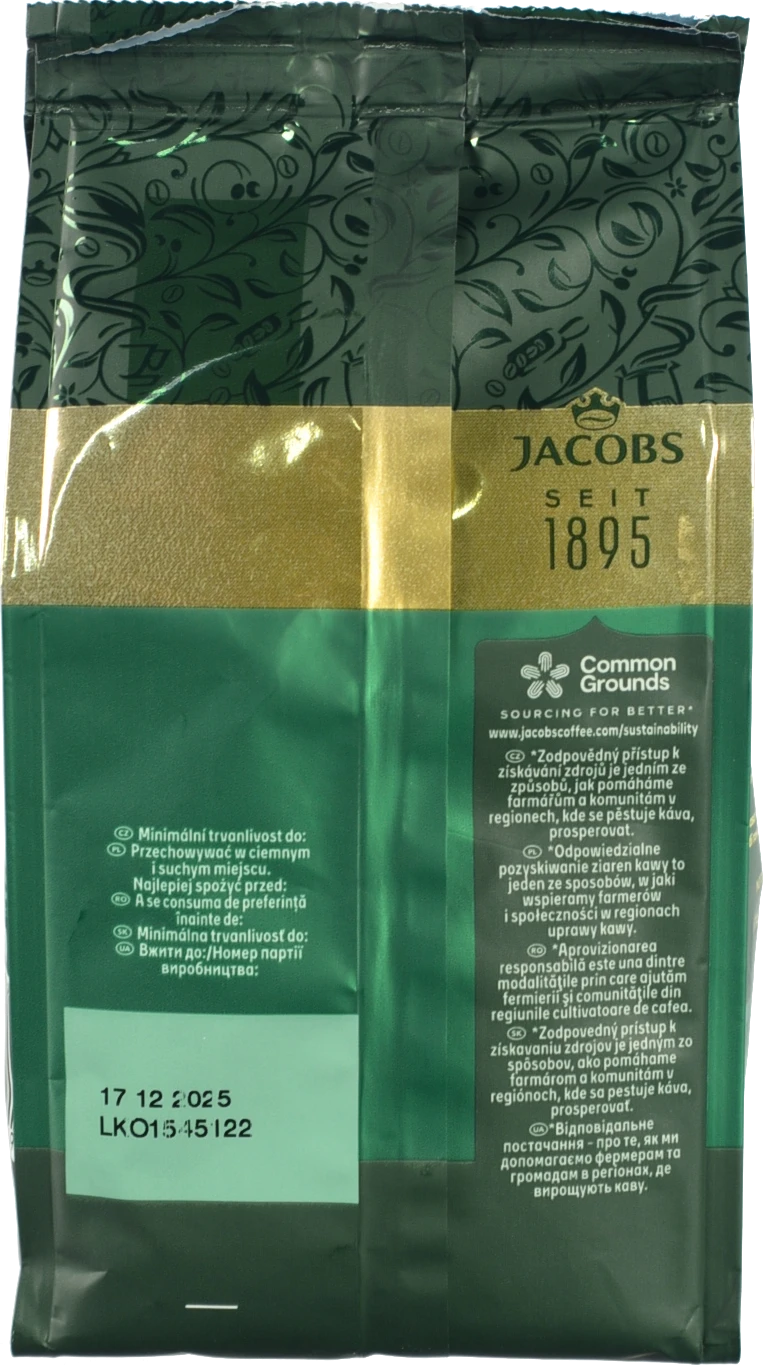 JACOBS
SEIT
1895
Common
Grounds
SOURCING FOR BETTER*
www.jacobscoffee.com/sustainability
CZ *Zodpovědný přístup k
získávání zdrojů je jedním ze
způsobů, jak pomáháme
farmářům a komunitám v
regionech, kde se pěstuje káva,
prosperovat.
PL *Odpowiedzialne
pozyskiwanie ziaren kawy to
jeden ze sposobów, w jaki
wspieramy farmerów
i społeczności w regionach
uprawy kawy.
RO *Aprovizionarea
responsabilă este una dintre
modalitățile prin care ajutăm
fermierii și comunitățile din
regiunile cultivatoare de cafea.
SK *Zodpovedný prístup k
získavaniu zdrojov je jedným zo
spôsobov, ako pomáhame
farmárom a komunitám v
regiónoch, kde sa pestuje káva,
prosperovať.
UA *Відповідальне
постачання - про те, як ми
допомагаємо фермерам та
громадам в регіонах, де
вирощують каву.
CZ Minimální trvanlivost do:
PL Przechowywać w ciemnym
i suchym miejscu.
Najlepiej spożyć przed:
RO A se consuma de preferință
înainte de:
SK Minimálna trvanlivosť do:
UA Вжити до:/Номер партії
виробництва:
17 12 2025
LKO1545122